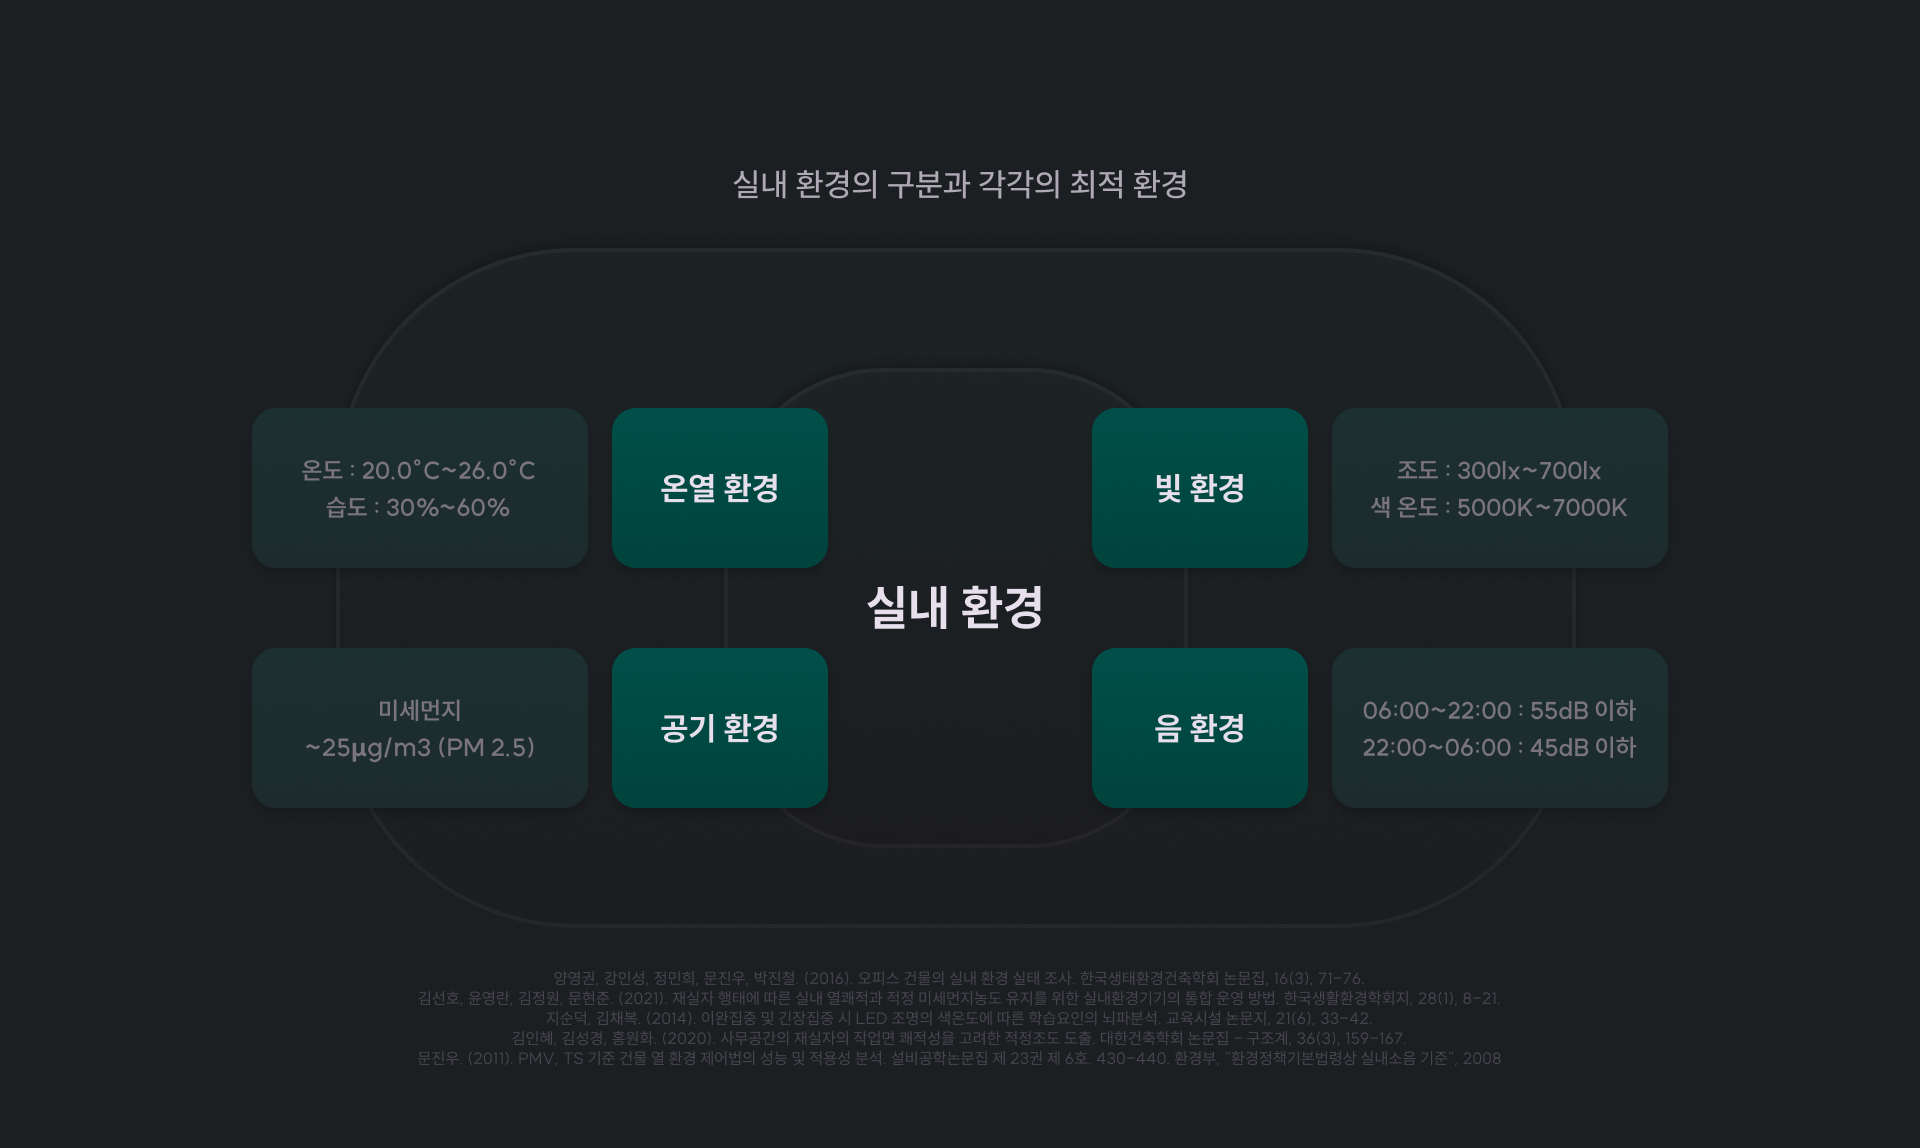 실내 환경의 구분과 각각의 최적 환경
온도 : 20.0°C~26.0°C
습도 : 30%~60%
온열 환경
빛 환경
조도 : 300lx~700lx
색 온도 : 5000K~7000K
실내 환경
미세먼지
~25μg/m3 (PM 2.5)
공기 환경
음 환경
06:00~22:00 : 55dB 이하
22:00~06:00 : 45dB 이하
양영권, 강인성, 정민희, 문진우, 박진철. (2016). 오피스 건물의 실내 환경 실태 조사. 한국생태환경건축학회 논문집, 16(3), 71-76.
김선호, 윤영란, 김정원, 문현준. (2021). 재실자 행태에 따른 실내 열쾌적과 적정 미세먼지농도 유지를 위한 실내환경기기의 통합 운영 방법. 한국생활환경학회지, 28(1), 8-21.
지순덕, 김채복. (2014). 이완집중 및 긴장집중 시 LED 조명의 색온도에 따른 학습요인의 뇌파분석. 교육시설 논문지, 21(6), 33-42.
김인혜, 김성경, 홍원화. (2020). 사무공간의 재실자의 작업면 쾌적성을 고려한 적정조도 도출. 대한건축학회 논문집 - 구조계, 36(3), 159-167.
문진우. (2011). PMV, TS 기준 건물 열 환경 제어법의 성능 및 적용성 분석. 설비공학논문집 제 23권 제 6호. 430-440. 환경부, "환경정책기본법령상 실내소음 기준", 2008